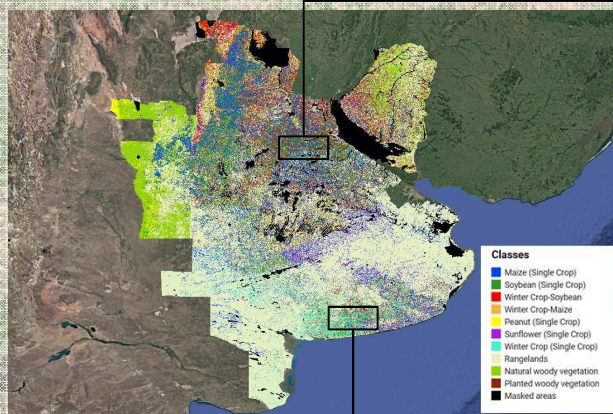 Classes
Maize (Single Crop)
Soybean (Single Crop)
Winter Crop-Soybean
Winter Crop-Maize
Peanut (Single Crop)
Sunflower (Single Crop)
Winter Crop (Single Crop)
Rangelands
Natural woody vegetation
Planted woody vegetation
Masked areas